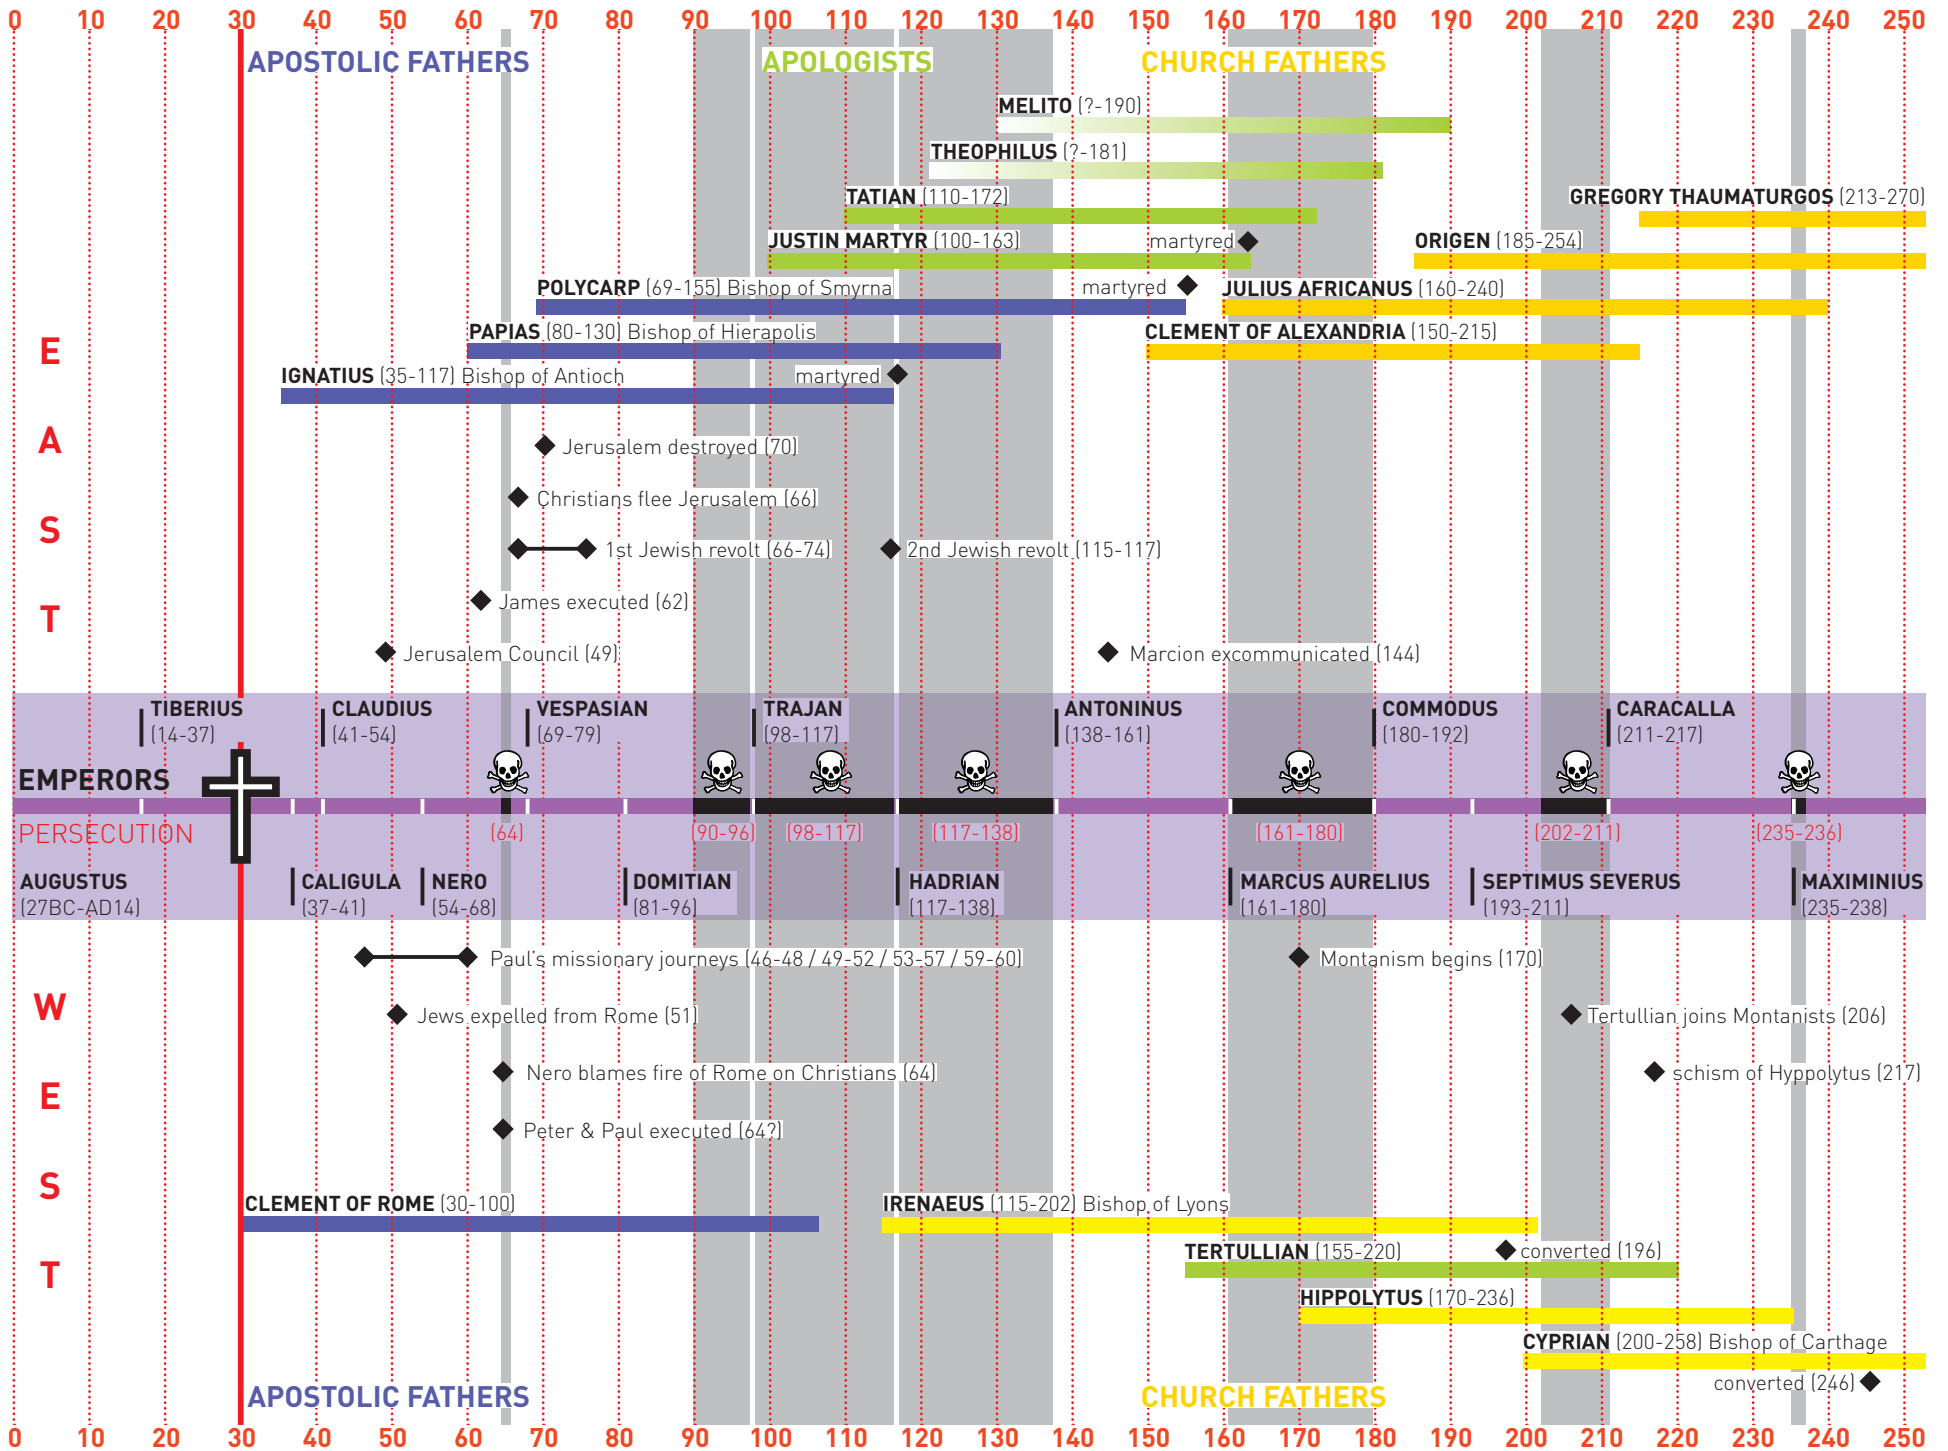 0 10 20 30 40 50 60 70 80 90 100 110 120 130 140 150 160 170 180 190 200 210 220 230 240 250
APOSTOLIC FATHERS APOLOGISTS CHURCH FATHERS
MELITO (?-190)
THEOPHILUS (?-181)
TATIAN (110-172)
GREGORY THAUMATURGOS (213-270)
JUSTIN MARTYR (100-163) martyred
ORIGEN (185-254)
POLYCARP (69-155) Bishop of Smyrna martyred
JULIUS AFRICANUS (160-240)
PAPIAS (80-130) Bishop of Hierapolis
CLEMENT OF ALEXANDRIA (150-215)
IGNATIUS (35-117) Bishop of Antioch martyred
EAST
Jerusalem destroyed (70)
Christians flee Jerusalem (66)
1st Jewish revolt (66-74)
2nd Jewish revolt (115-117)
James executed (62)
Jerusalem Council (49)
Marcion excommunicated (144)
TIBERIUS CLAUDIUS VESPASIAN TRAJAN ANTONINUS COMMODUS CARACALLA
(14-37) (41-54) (69-79) (98-117) (138-161) (180-192) (211-217)
EMPERORS
PERSECUTION (64) (90-96) (98-117) (117-138) (161-180) (202-211) (235-236)
AUGUSTUS CALIGULA NERO DOMITIAN HADRIAN MARCUS AURELIUS SEPTIMUS SEVERUS MAXIMINIUS
(27BC-AD14) (37-41) (54-68) (81-96) (117-138) (161-180) (193-211) (235-238)
WEST
Paul's missionary journeys (46-48 / 49-52 / 53-57 / 59-60)
Montanism begins (170)
Jews expelled from Rome (51)
Tertullian joins Montanists (206)
Nero blames fire of Rome on Christians (64)
schism of Hyppolytus (217)
Peter & Paul executed (64?)
CLEMENT OF ROME (30-100)
IRENAEUS (115-202) Bishop of Lyons
TERTULLIAN (155-220) converted (196)
HIPPOLYTUS (170-236)
CYPRIAN (200-258) Bishop of Carthage
converted (246)
APOSTOLIC FATHERS CHURCH FATHERS
0 10 20 30 40 50 60 70 80 90 100 110 120 130 140 150 160 170 180 190 200 210 220 230 240 250